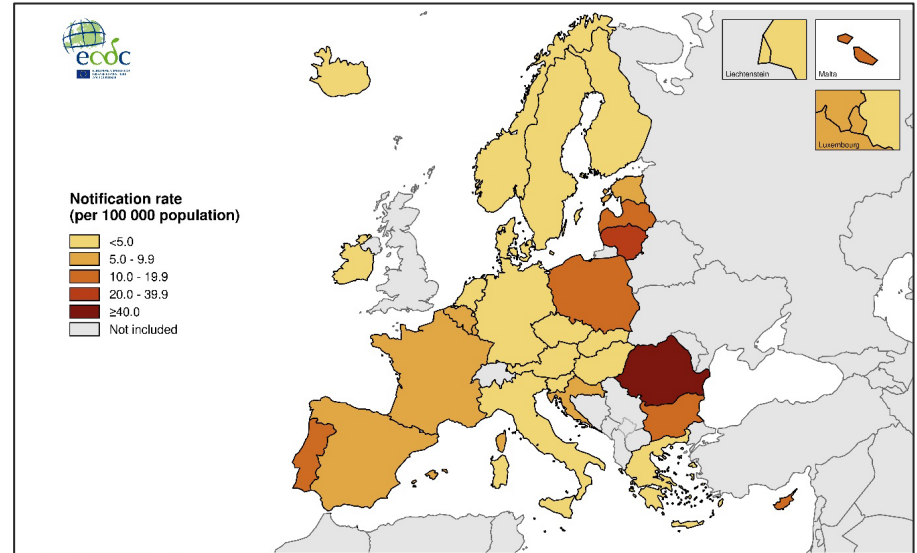 ecdc
Liechtenstein
Malta
Luxembourg
Notification rate
(per 100 000 population)
<5.0
5.0 - 9.9
10.0 - 19.9
20.0 - 39.9
≥40.0
Not included